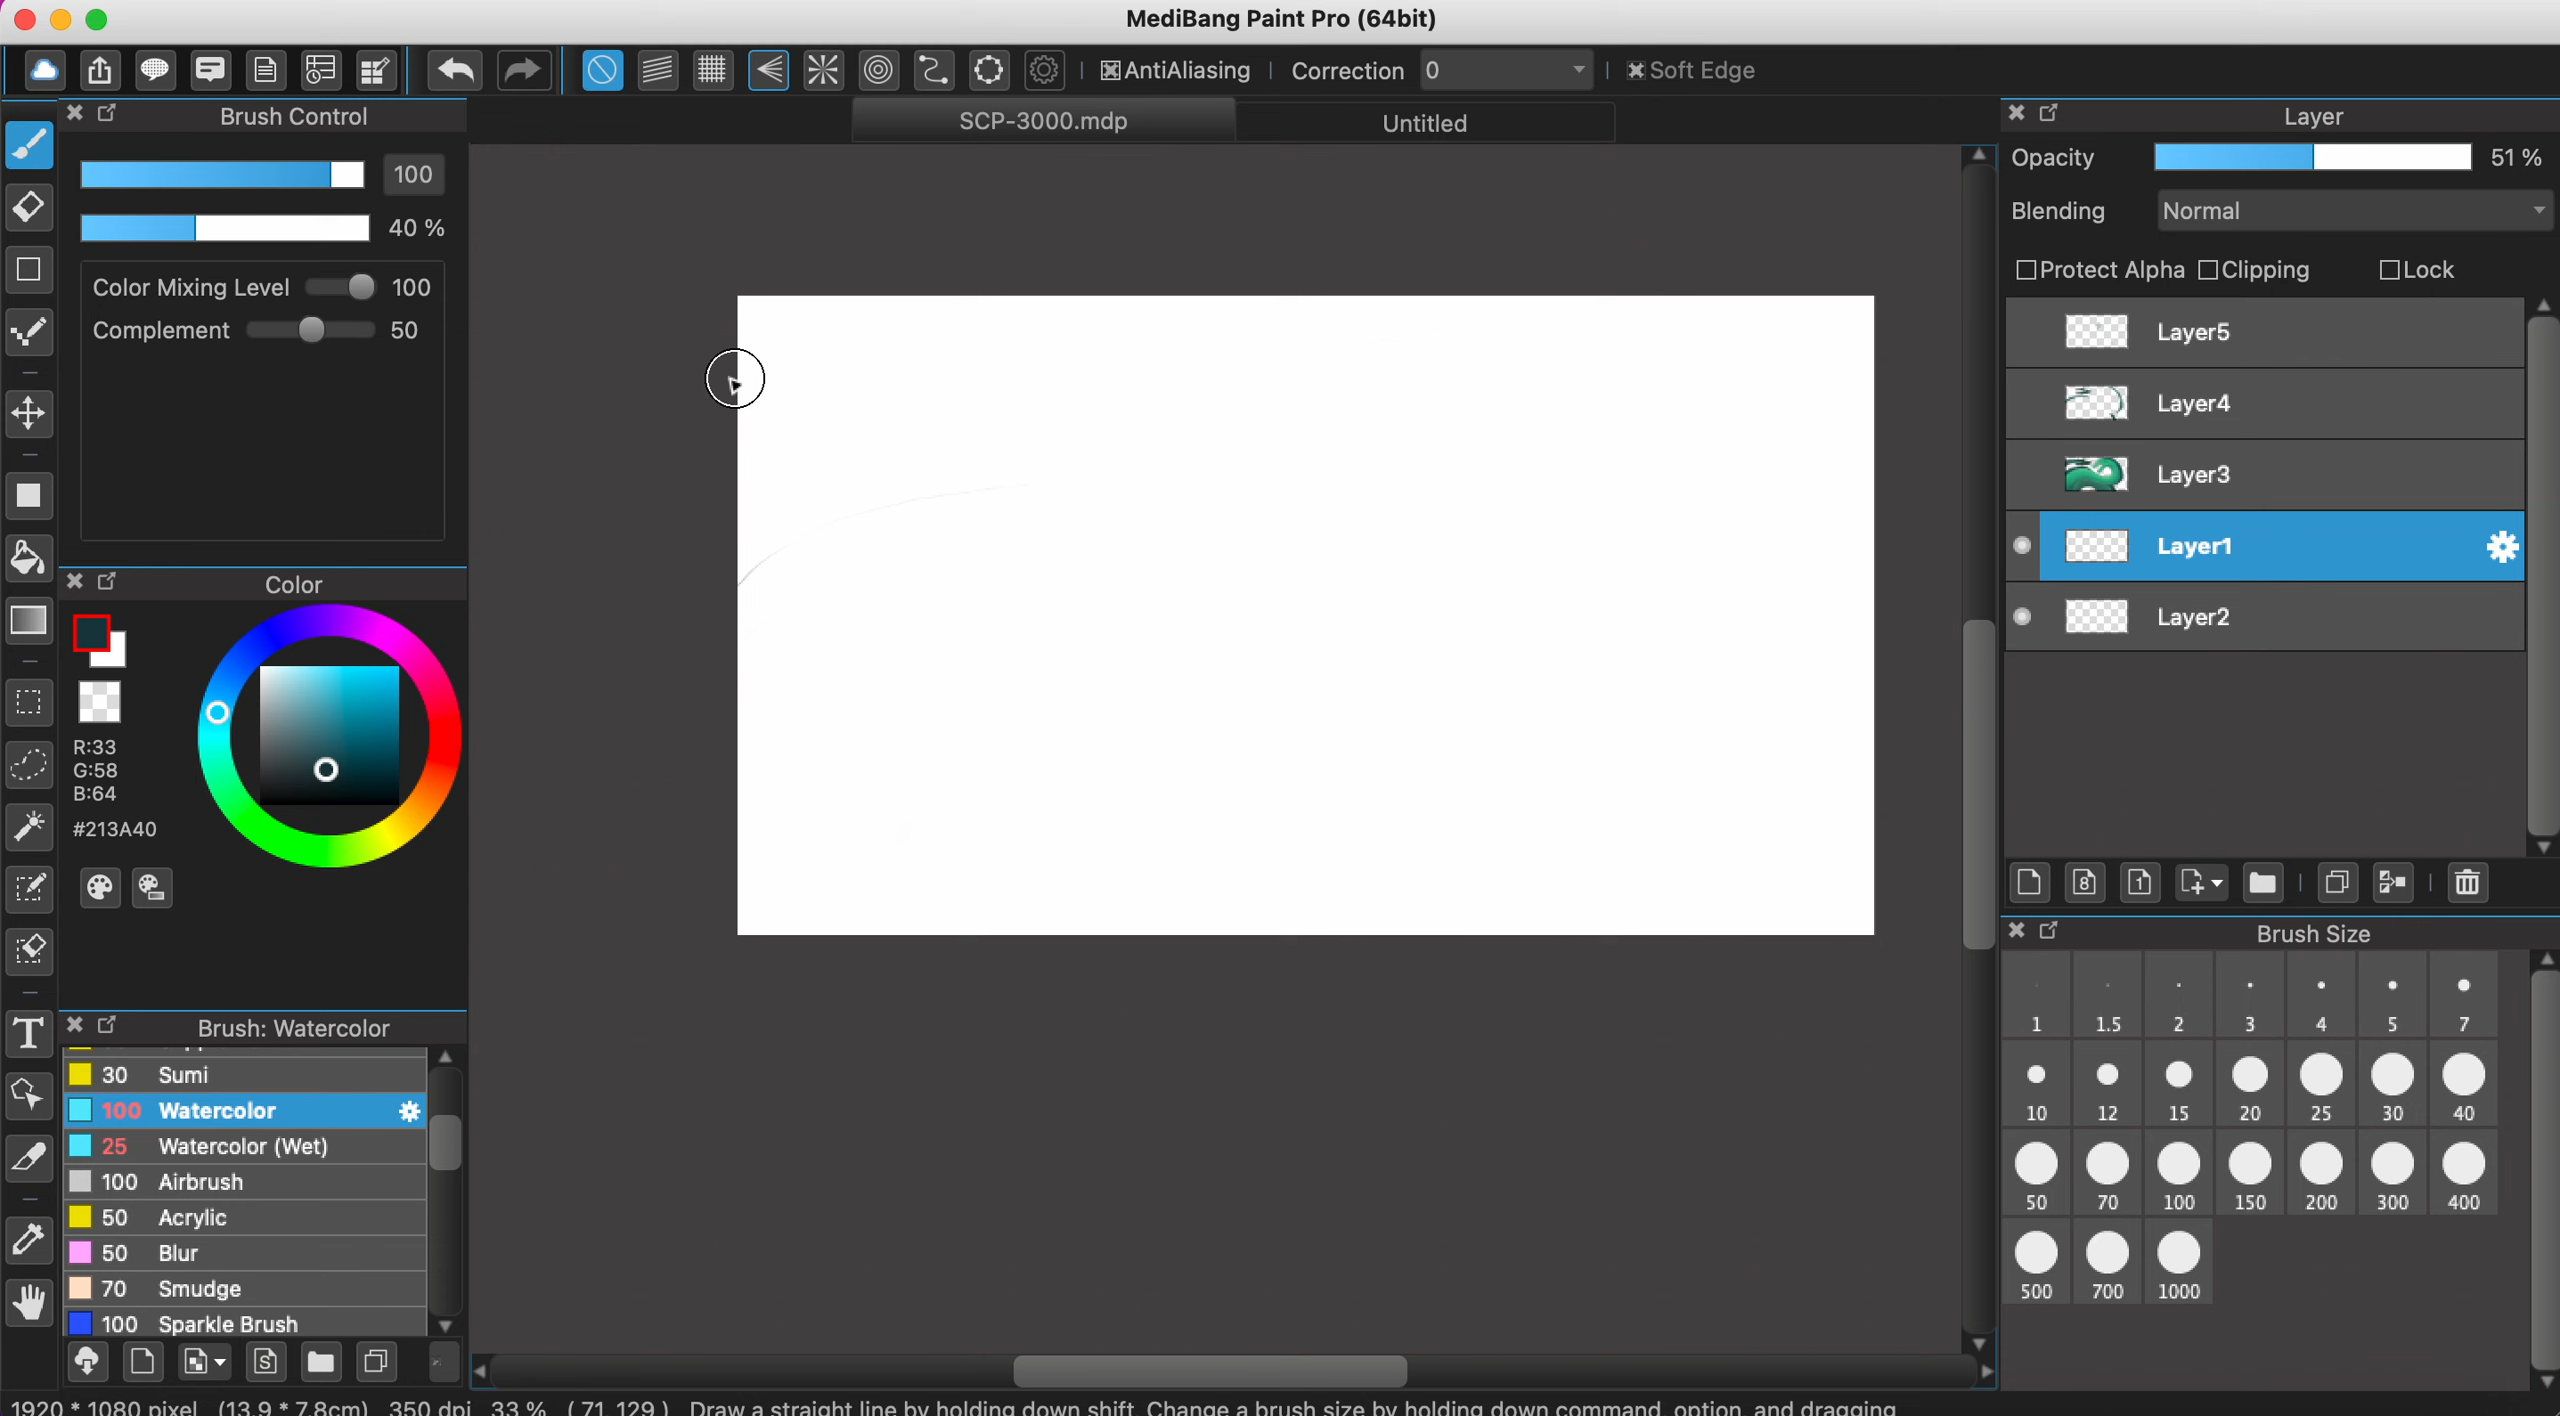 MediBang Paint Pro (64bit)
AntiAliasing
Correction 0
Soft Edge
Brush Control
SCP-3000.mdp
Untitled
Layer
100
40 %
Color Mixing Level 100
Complement 50
Opacity 51 %
Blending Normal
Protect Alpha Clipping Lock
Layer5
Layer4
Layer3
Layer1
Layer2
Color
R:33
G:58
B:64
#213A40
8
1
Brush Size
1 1.5 2 3 4 5 7
10 12 15 20 25 30 40
50 70 100 150 200 300 400
500 700 1000
Brush: Watercolor
30 Sumi
100 Watercolor
25 Watercolor (Wet)
100 Airbrush
50 Acrylic
50 Blur
70 Smudge
100 Sparkle Brush
T
S
1920 * 1080 pixel (13.9 * 7.8cm) 350 dpi 33 % ( 71, 129 ) Draw a straight line by holding down shift, Change a brush size by holding down command, option, and dragging